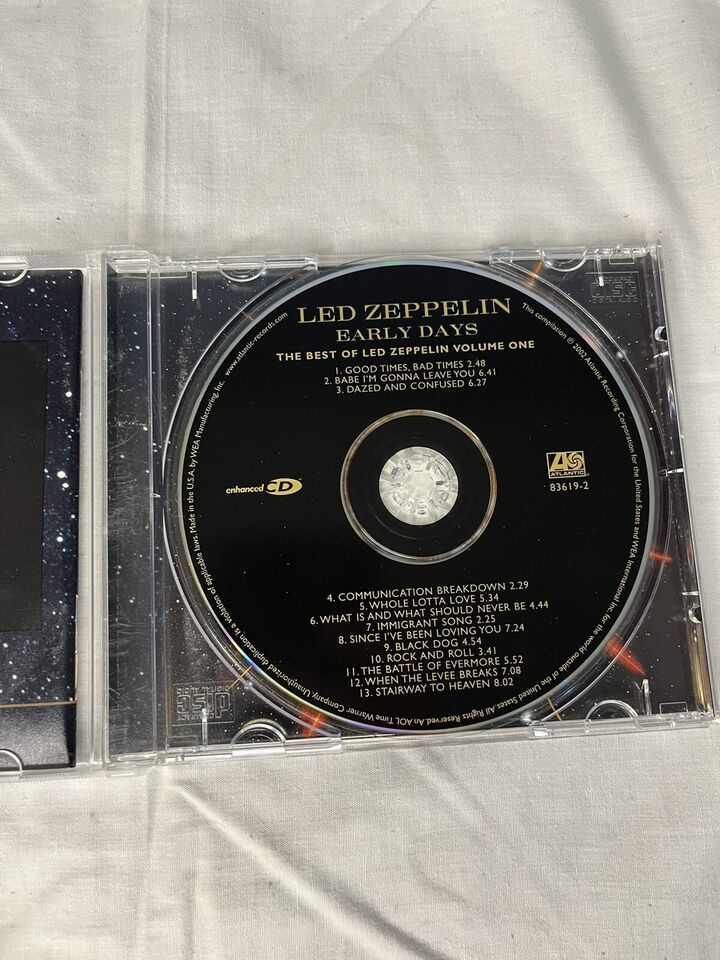 LED ZEPPELIN
EARLY DAYS
THE BEST OF LED ZEPPELIN VOLUME ONE
1. GOOD TIMES, BAD TIMES 2.48
2. BABE I'M GONNA LEAVE YOU 6.41
3. DAZED AND CONFUSED 6.27
enhanced CD
ATLANTIC
83619-2
4. COMMUNICATION BREAKDOWN 2.29
5. WHOLE LOTTA LOVE 5.34
6. WHAT IS AND WHAT SHOULD NEVER BE 4.44
7. IMMIGRANT SONG 2.25
8. SINCE I'VE BEEN LOVING YOU 7.24
9. BLACK DOG 4.54
10. ROCK AND ROLL 3.41
11. THE BATTLE OF EVERMORE 5.52
12. WHEN THE LEVEE BREAKS 7.08
13. STAIRWAY TO HEAVEN 8.02
This compilation ℗ 2002 Atlantic Recording Corporation for the United States and WEA International Inc. for the world outside of the United States. All Rights Reserved. An AOL Time Warner Company. Unauthorized duplication is a violation of applicable laws. Made in the U.S.A. by WEA Manufacturing, Inc. www.atlantic-records.com
COMPACT
disc
DIGITAL AUDIO